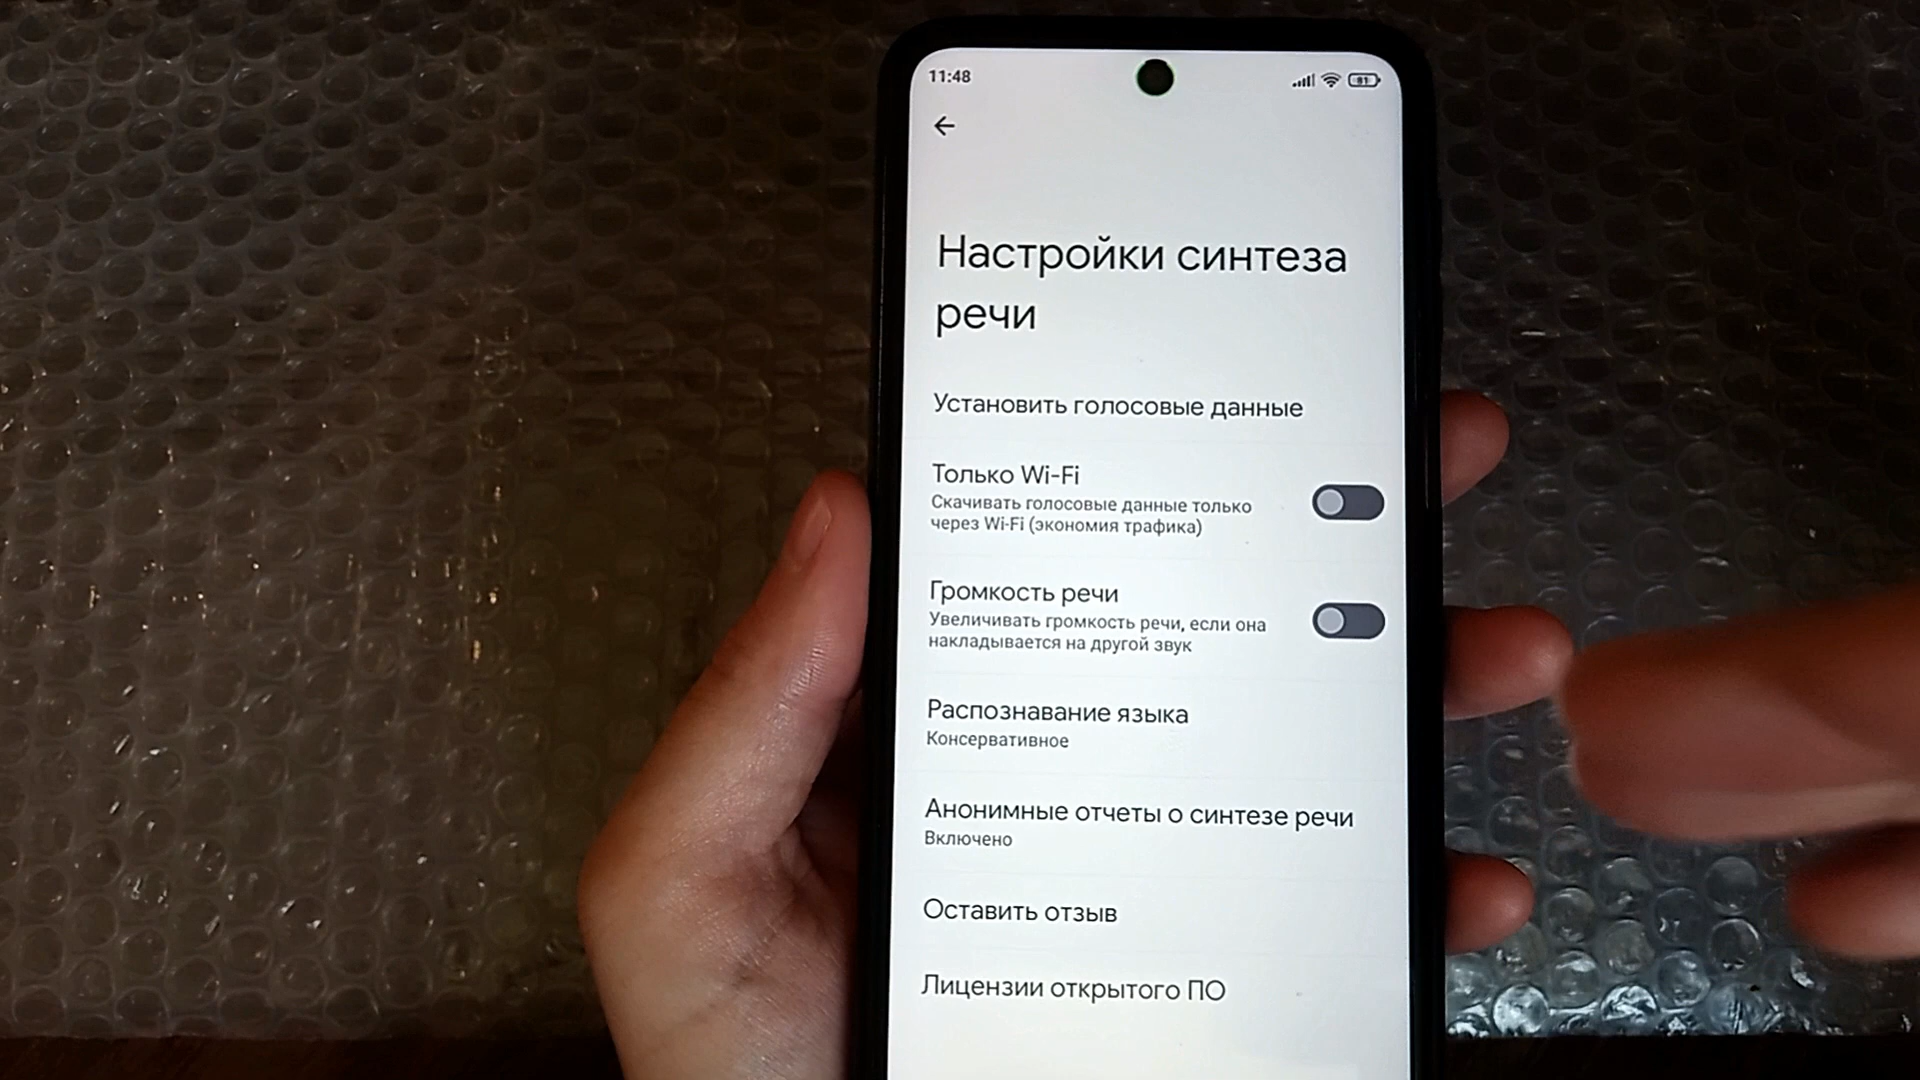 11:48
81
Настройки синтеза
речи
Установить голосовые данные
Только Wi-Fi
Скачивать голосовые данные только
через Wi-Fi (экономия трафика)
Громкость речи
Увеличивать громкость речи, если она
накладывается на другой звук
Распознавание языка
Консервативное
Анонимные отчеты о синтезе речи
Включено
Оставить отзыв
Лицензии открытого ПО